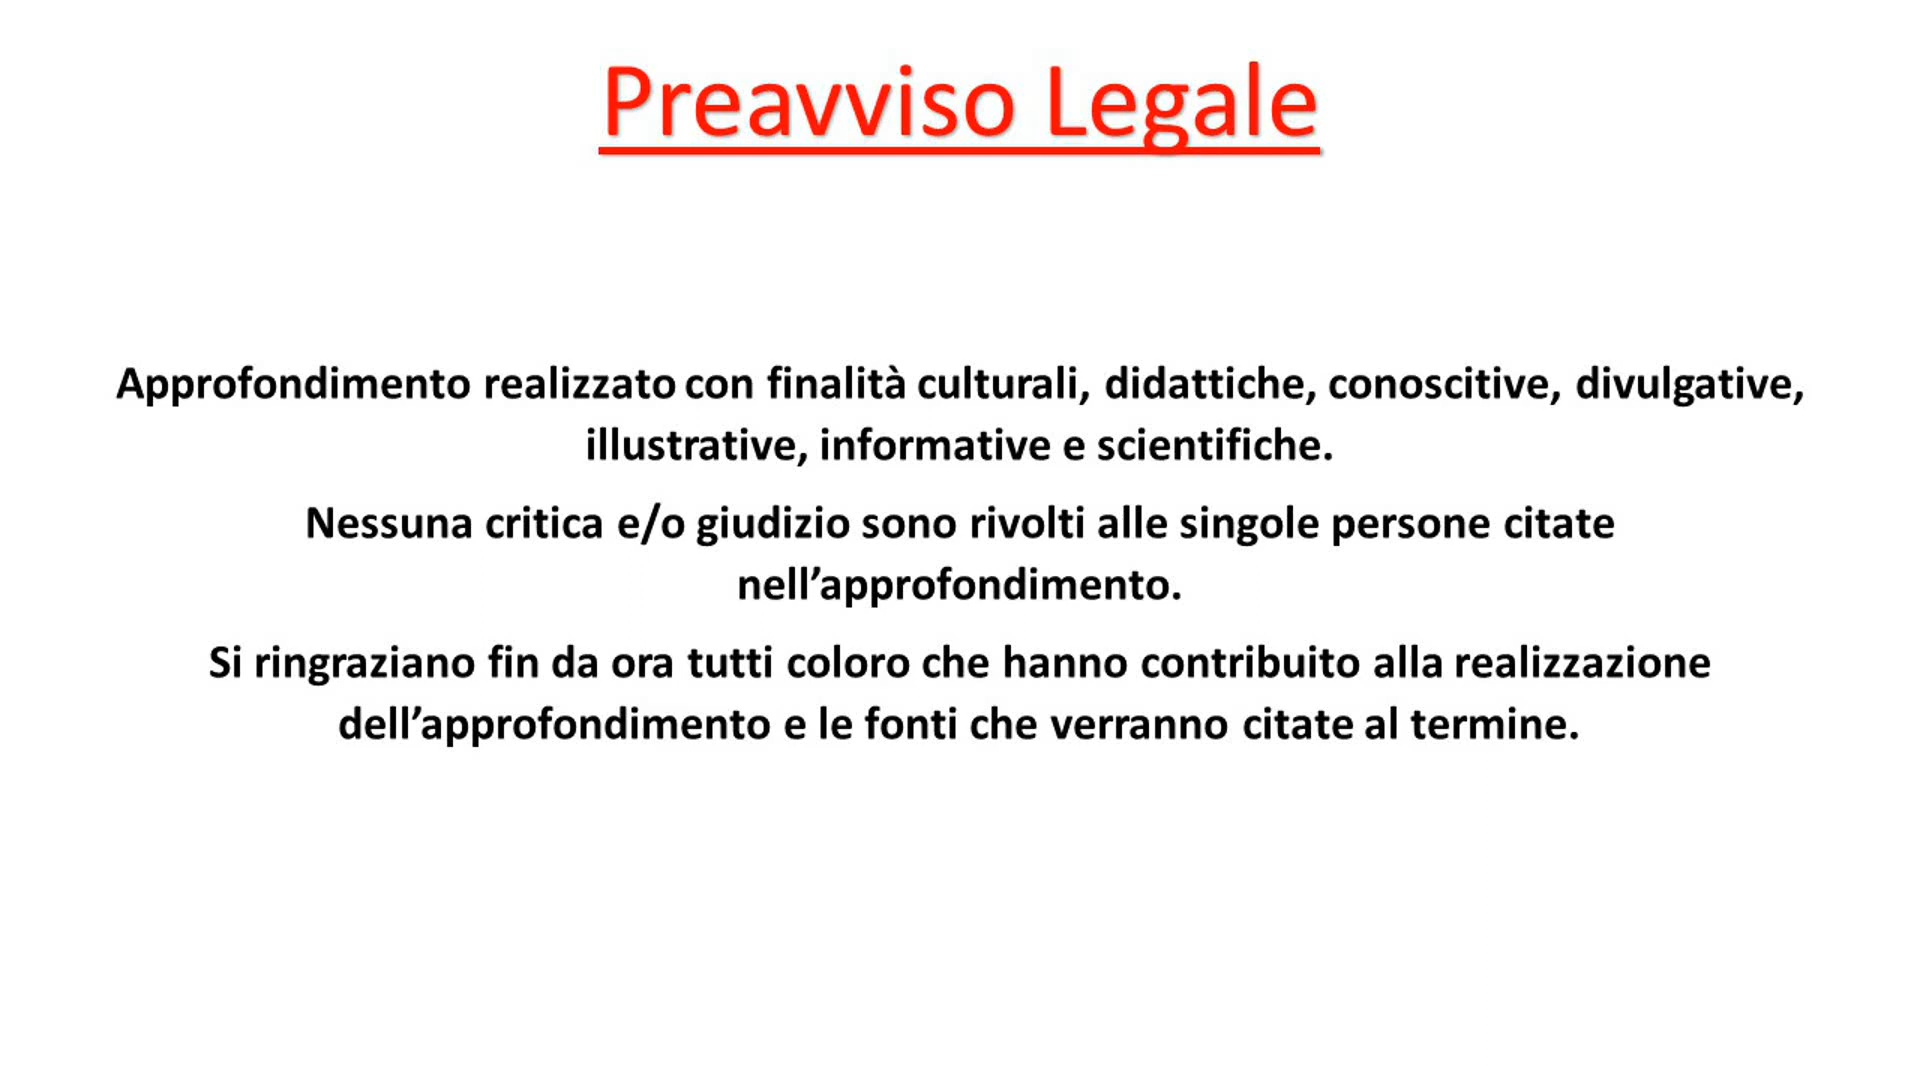 Preavviso Legale
Approfondimento realizzato con finalità culturali, didattiche, conoscitive, divulgative,
illustrative, informative e scientifiche.
Nessuna critica e/o giudizio sono rivolti alle singole persone citate
nell’approfondimento.
Si ringraziano fin da ora tutti coloro che hanno contribuito alla realizzazione
dell’approfondimento e le fonti che verranno citate al termine.